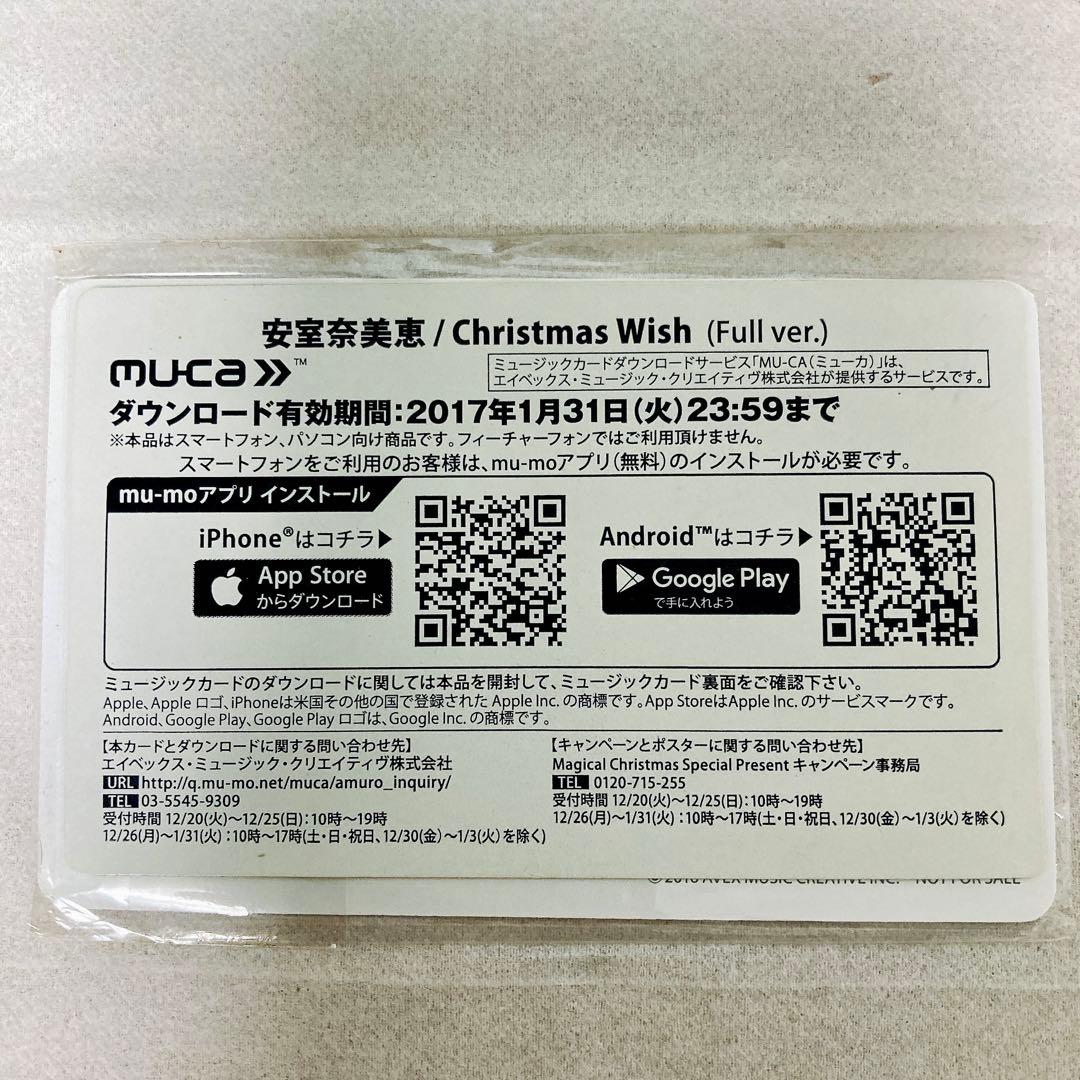 安室奈美恵 / Christmas Wish (Full ver.)
mu-ca »™
ミュージックカードダウンロードサービス「MU-CA（ミューカ）」は、
エイベックス・ミュージック・クリエイティヴ株式会社が提供するサービスです。
ダウンロード有効期間：2017年1月31日（火）23:59まで
※本品はスマートフォン、パソコン向け商品です。フィーチャーフォンではご利用頂けません。
スマートフォンをご利用のお客様は、mu-moアプリ（無料）のインストールが必要です。
mu-moアプリ インストール
iPhone®はコチラ▶
App Store
からダウンロード
Android™はコチラ▶
Google Play
で手に入れよう
ミュージックカードのダウンロードに関しては本品を開封して、ミュージックカード裏面をご確認下さい。
Apple、Apple ロゴ、iPhoneは米国その他の国で登録された Apple Inc. の商標です。App StoreはApple Inc. のサービスマークです。
Android、Google Play、Google Play ロゴは、Google Inc. の商標です。
【本カードとダウンロードに関する問い合わせ先】
エイベックス・ミュージック・クリエイティヴ株式会社
URL http://q.mu-mo.net/muca/amuro_inquiry/
TEL 03-5545-9309
受付時間 12/20(火)～12/25(日)：10時～19時
12/26(月)～1/31(火)：10時～17時(土・日・祝日、12/30(金)～1/3(火)を除く)
【キャンペーンとポスターに関する問い合わせ先】
Magical Christmas Special Present キャンペーン事務局
TEL 0120-715-255
受付時間 12/20(火)～12/25(日)：10時～19時
12/26(月)～1/31(火)：10時～17時(土・日・祝日、12/30(金)～1/3(火)を除く)
©2016 AVEX MUSIC CREATIVE INC. NOT FOR SALE